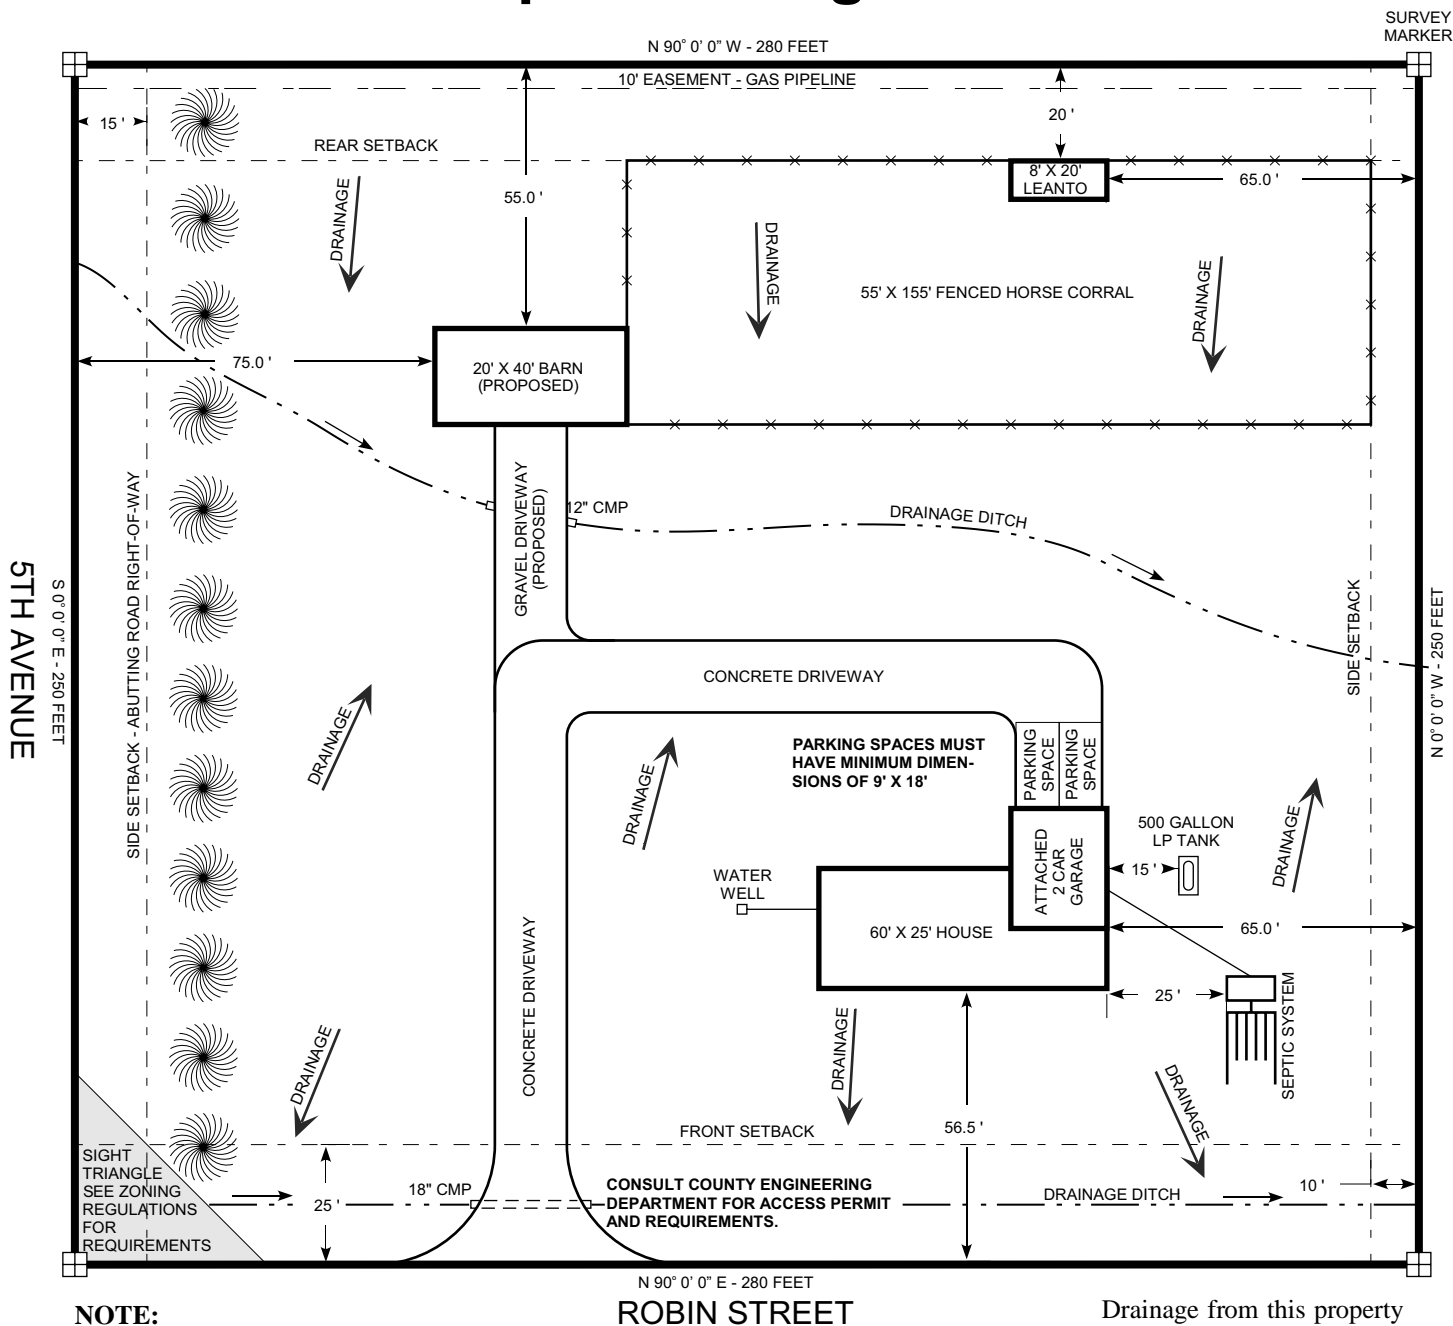 SURVEY
MARKER
N 90° 0' 0" W - 280 FEET
10' EASEMENT - GAS PIPELINE
15 '
20 '
REAR SETBACK
8' X 20'
LEANTO
65.0 '
55.0 '
DRAINAGE
DRAINAGE
DRAINAGE
55' X 155' FENCED HORSE CORRAL
75.0 '
20' X 40' BARN
(PROPOSED)
GRAVEL DRIVEWAY
(PROPOSED)
12" CMP
DRAINAGE DITCH
5TH AVENUE
S 0° 0' 0" E - 250 FEET
SIDE SETBACK - ABUTTING ROAD RIGHT-OF-WAY
SIDE SETBACK
N 0° 0' 0" W - 250 FEET
CONCRETE DRIVEWAY
DRAINAGE
DRAINAGE
PARKING SPACES MUST
HAVE MINIMUM DIMEN-
SIONS OF 9' X 18'
PARKING
SPACE
PARKING
SPACE
500 GALLON
LP TANK
DRAINAGE
ATTACHED
2 CAR
GARAGE
15 '
WATER
WELL
60' X 25' HOUSE
65.0 '
25 '
SEPTIC SYSTEM
CONCRETE DRIVEWAY
DRAINAGE
DRAINAGE
DRAINAGE
56.5 '
FRONT SETBACK
SIGHT
TRIANGLE
SEE ZONING
REGULATIONS
FOR
REQUIREMENTS
25 '
18" CMP
CONSULT COUNTY ENGINEERING
DEPARTMENT FOR ACCESS PERMIT
AND REQUIREMENTS.
DRAINAGE DITCH
10 '
N 90° 0' 0" E - 280 FEET
NOTE:
ROBIN STREET
Drainage from this property